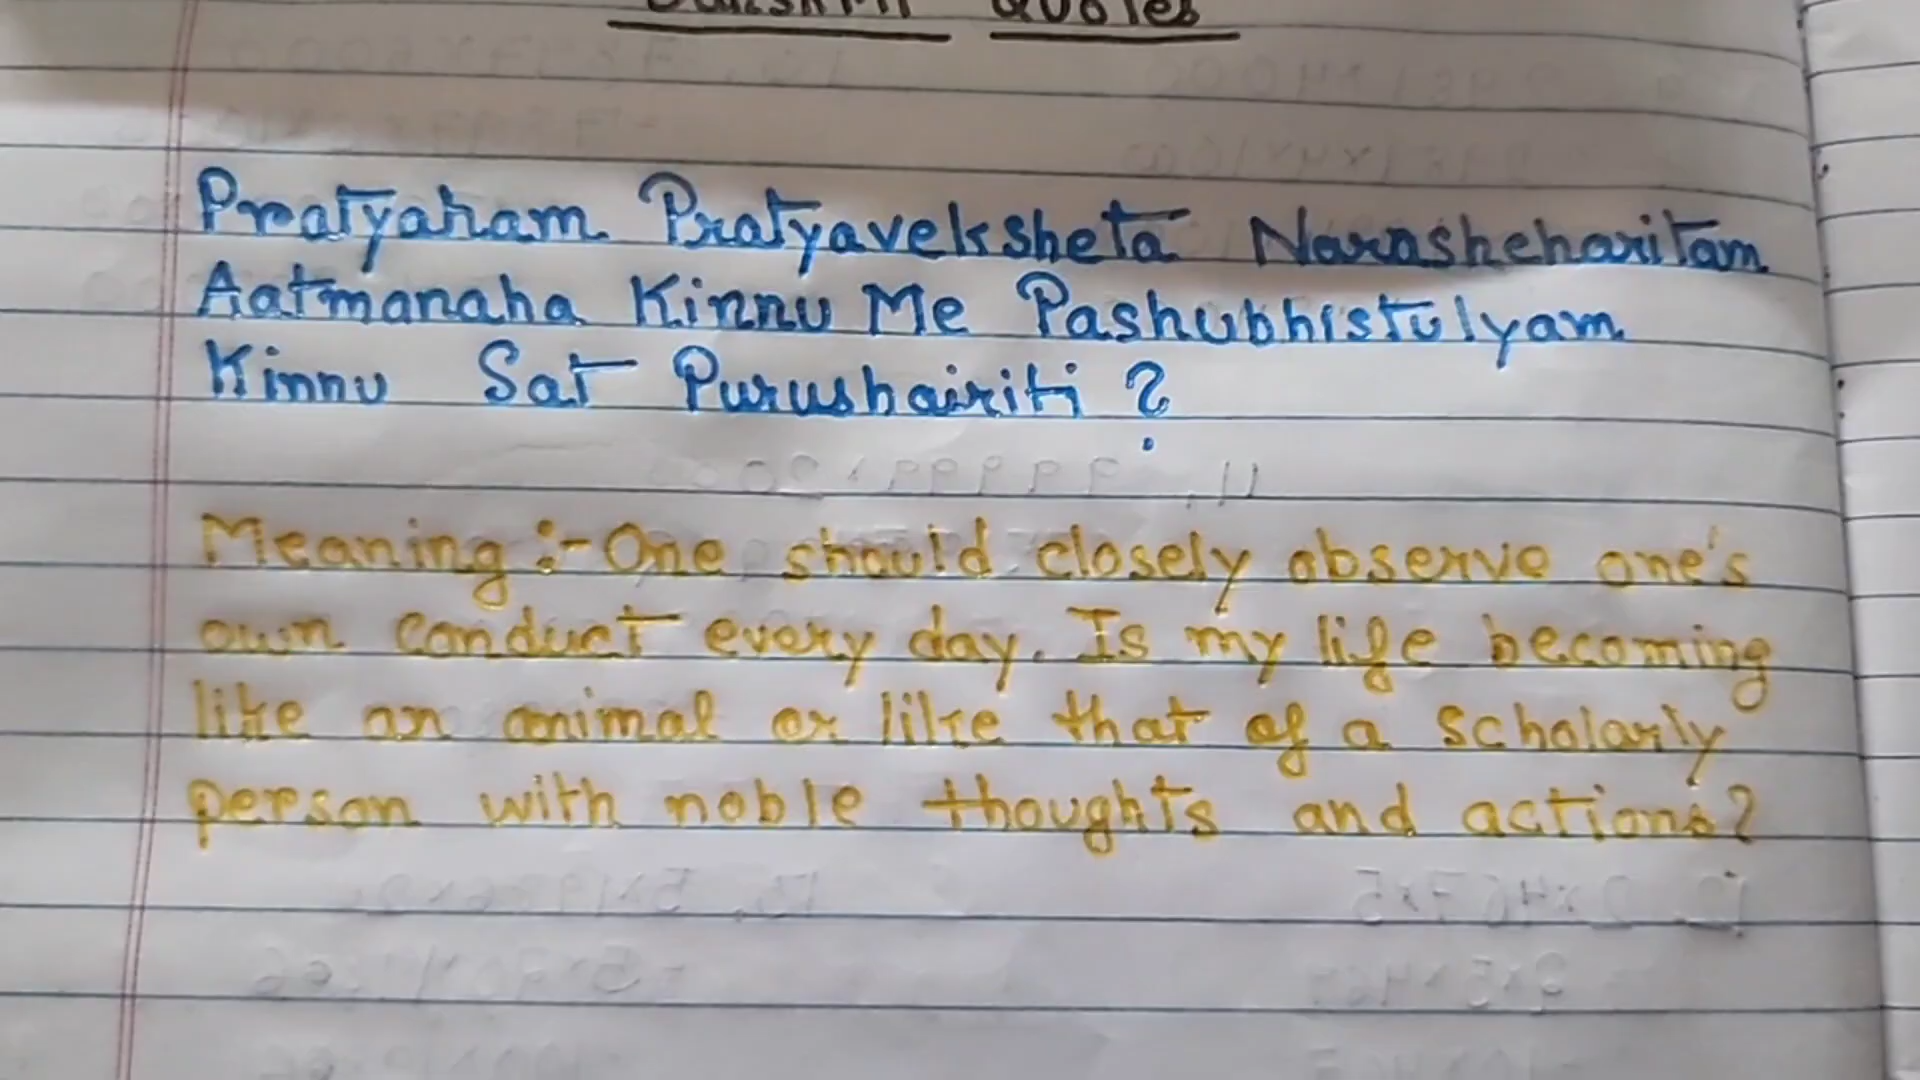 Quotes
Pratyaham Pratyaveksheta Narashcharitam
Aatmanaha Kinnu Me Pashubhistulyam
Kinnu Sat Purushairiti ?
Meaning :- One should closely observe one's
own conduct every day. Is my life becoming
like an animal or like that of a scholarly
person with noble thoughts and actions?